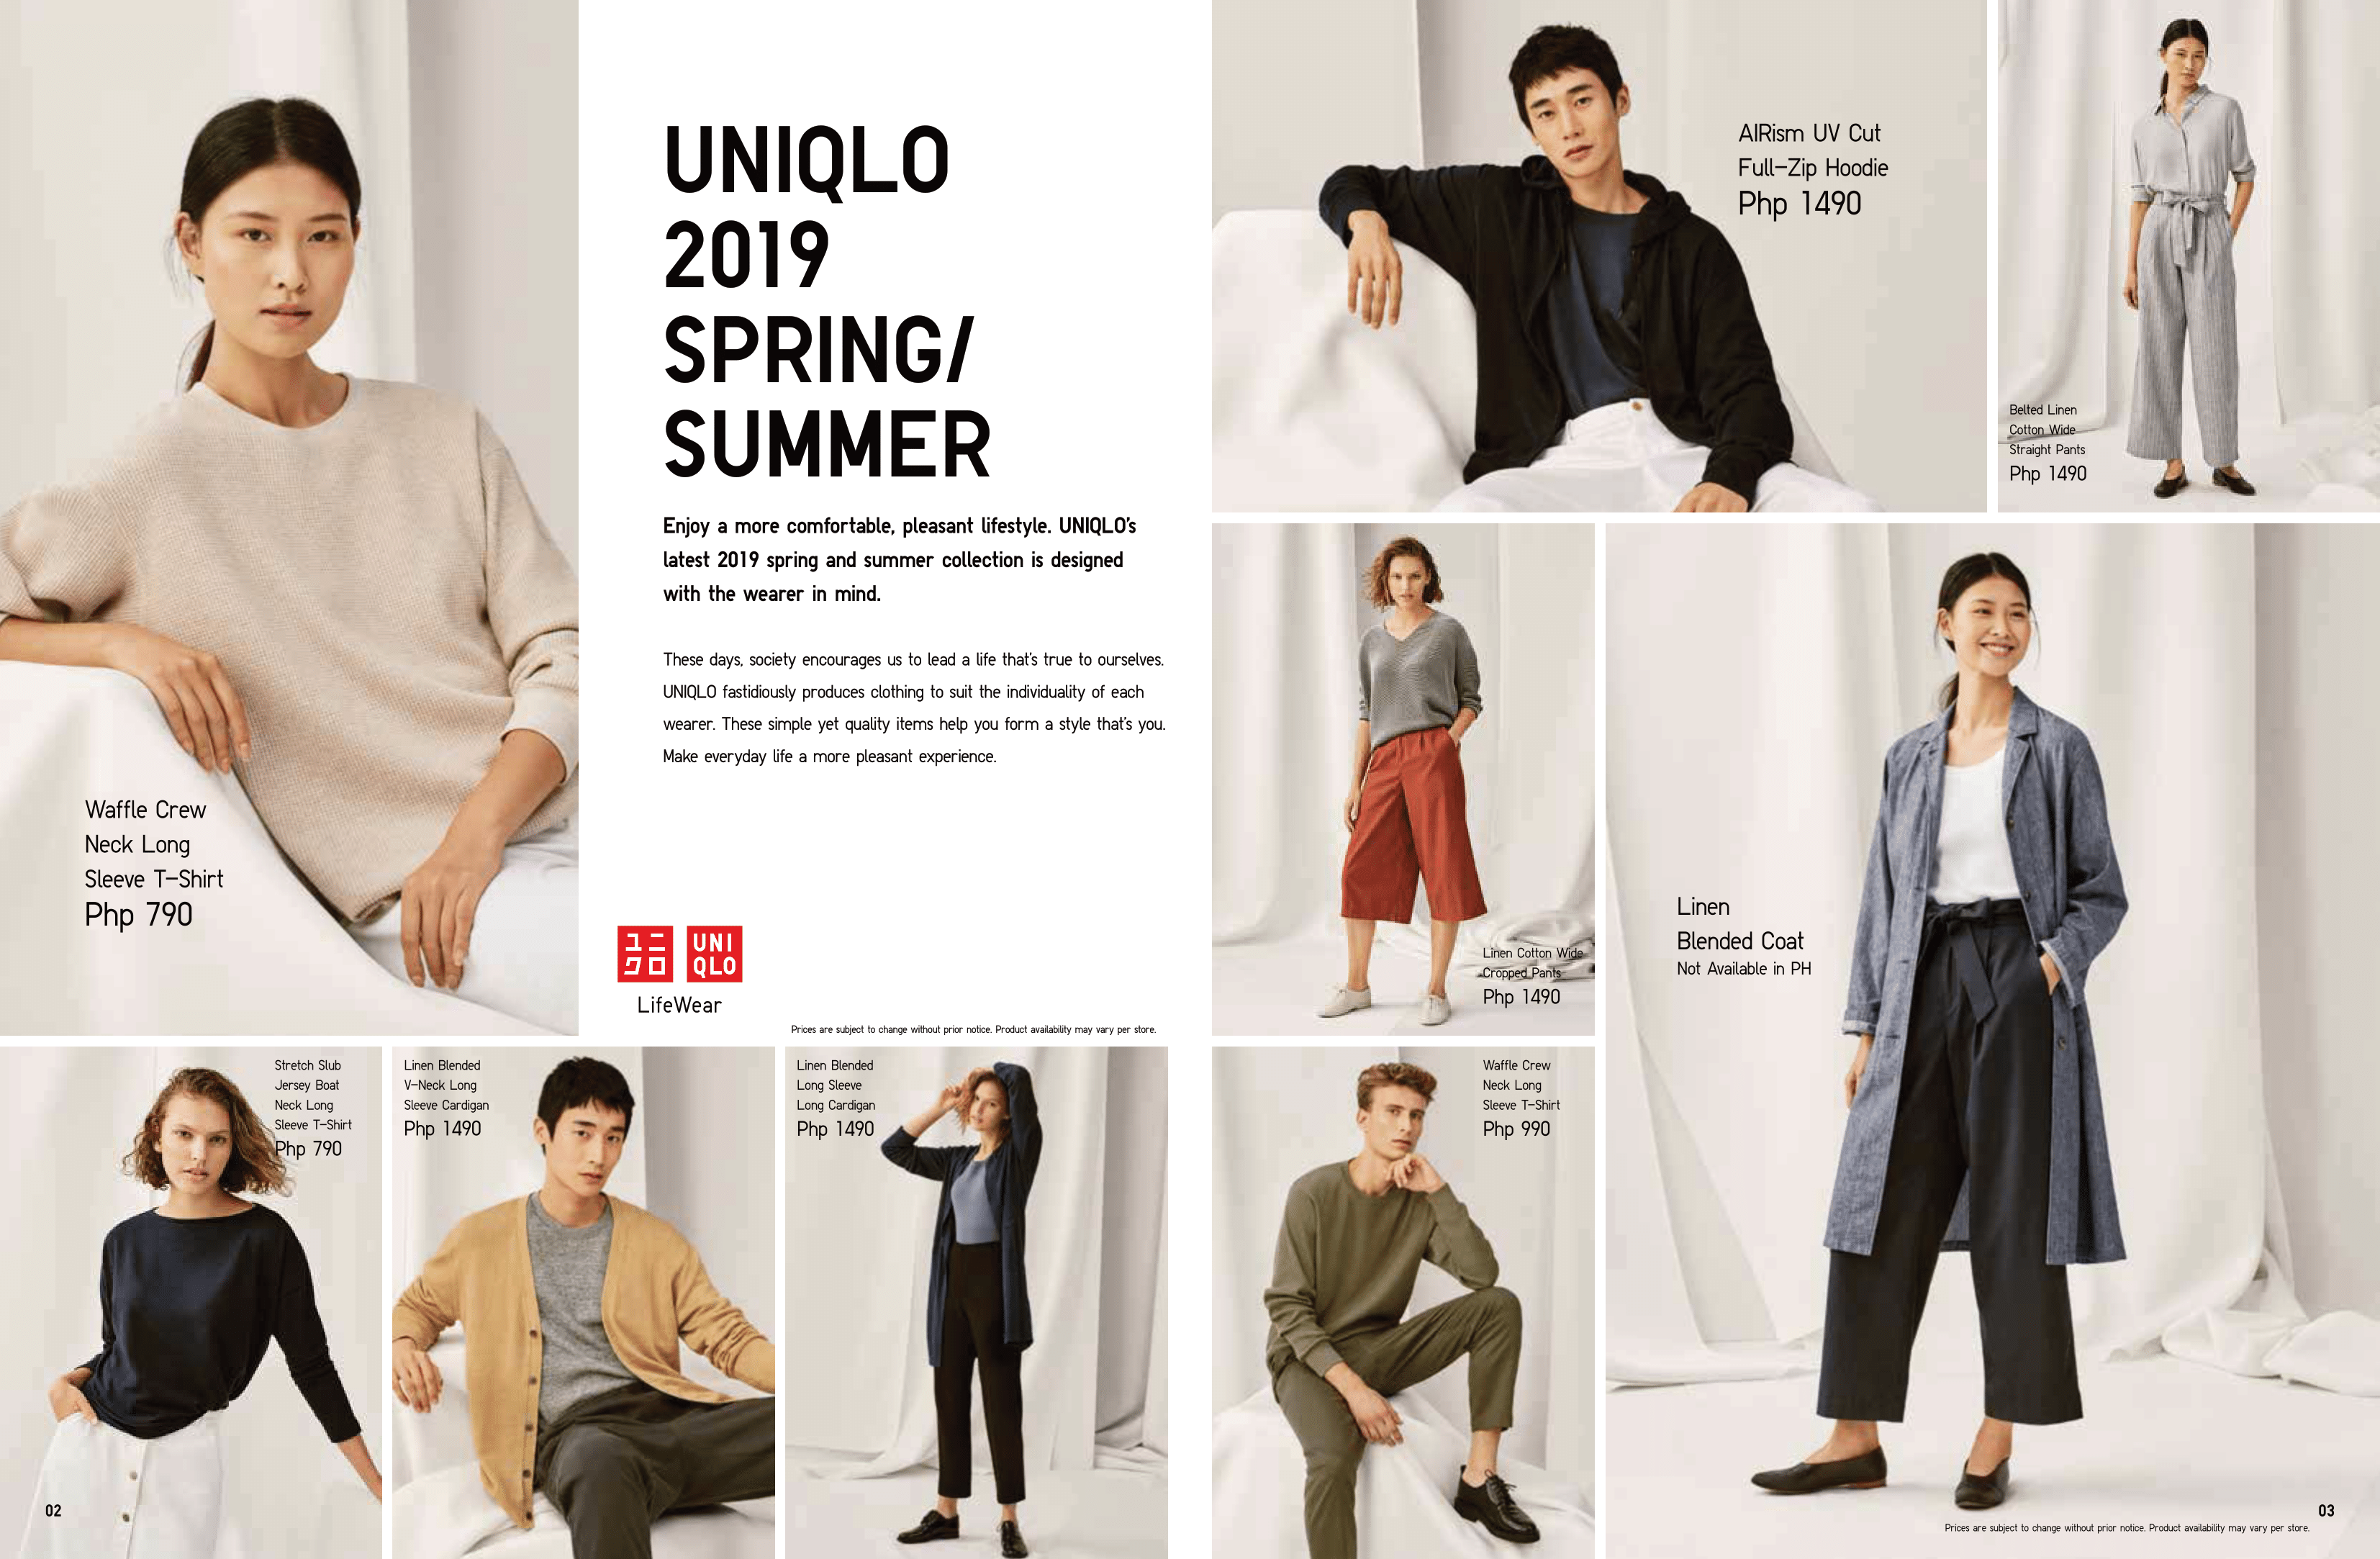 Waffle Crew
Neck Long
Sleeve T-Shirt
Php 790
UNIQLO
2019
SPRING/
SUMMER
Enjoy a more comfortable, pleasant lifestyle. UNIQLO's
latest 2019 spring and summer collection is designed
with the wearer in mind.
These days, society encourages us to lead a life that's true to ourselves.
UNIQLO fastidiously produces clothing to suit the individuality of each
wearer. These simple yet quality items help you form a style that's you.
Make everyday life a more pleasant experience.
ユニ
クロ
UNI
QLO
LifeWear
Prices are subject to change without prior notice. Product availability may vary per store.
Stretch Slub
Jersey Boat
Neck Long
Sleeve T-Shirt
Php 790
02
Linen Blended
V-Neck Long
Sleeve Cardigan
Php 1490
Linen Blended
Long Sleeve
Long Cardigan
Php 1490
AIRism UV Cut
Full-Zip Hoodie
Php 1490
Belted Linen
Cotton Wide
Straight Pants
Php 1490
Linen Cotton Wide
Cropped Pants
Php 1490
Linen
Blended Coat
Not Available in PH
Waffle Crew
Neck Long
Sleeve T-Shirt
Php 990
03
Prices are subject to change without prior notice. Product availability may vary per store.